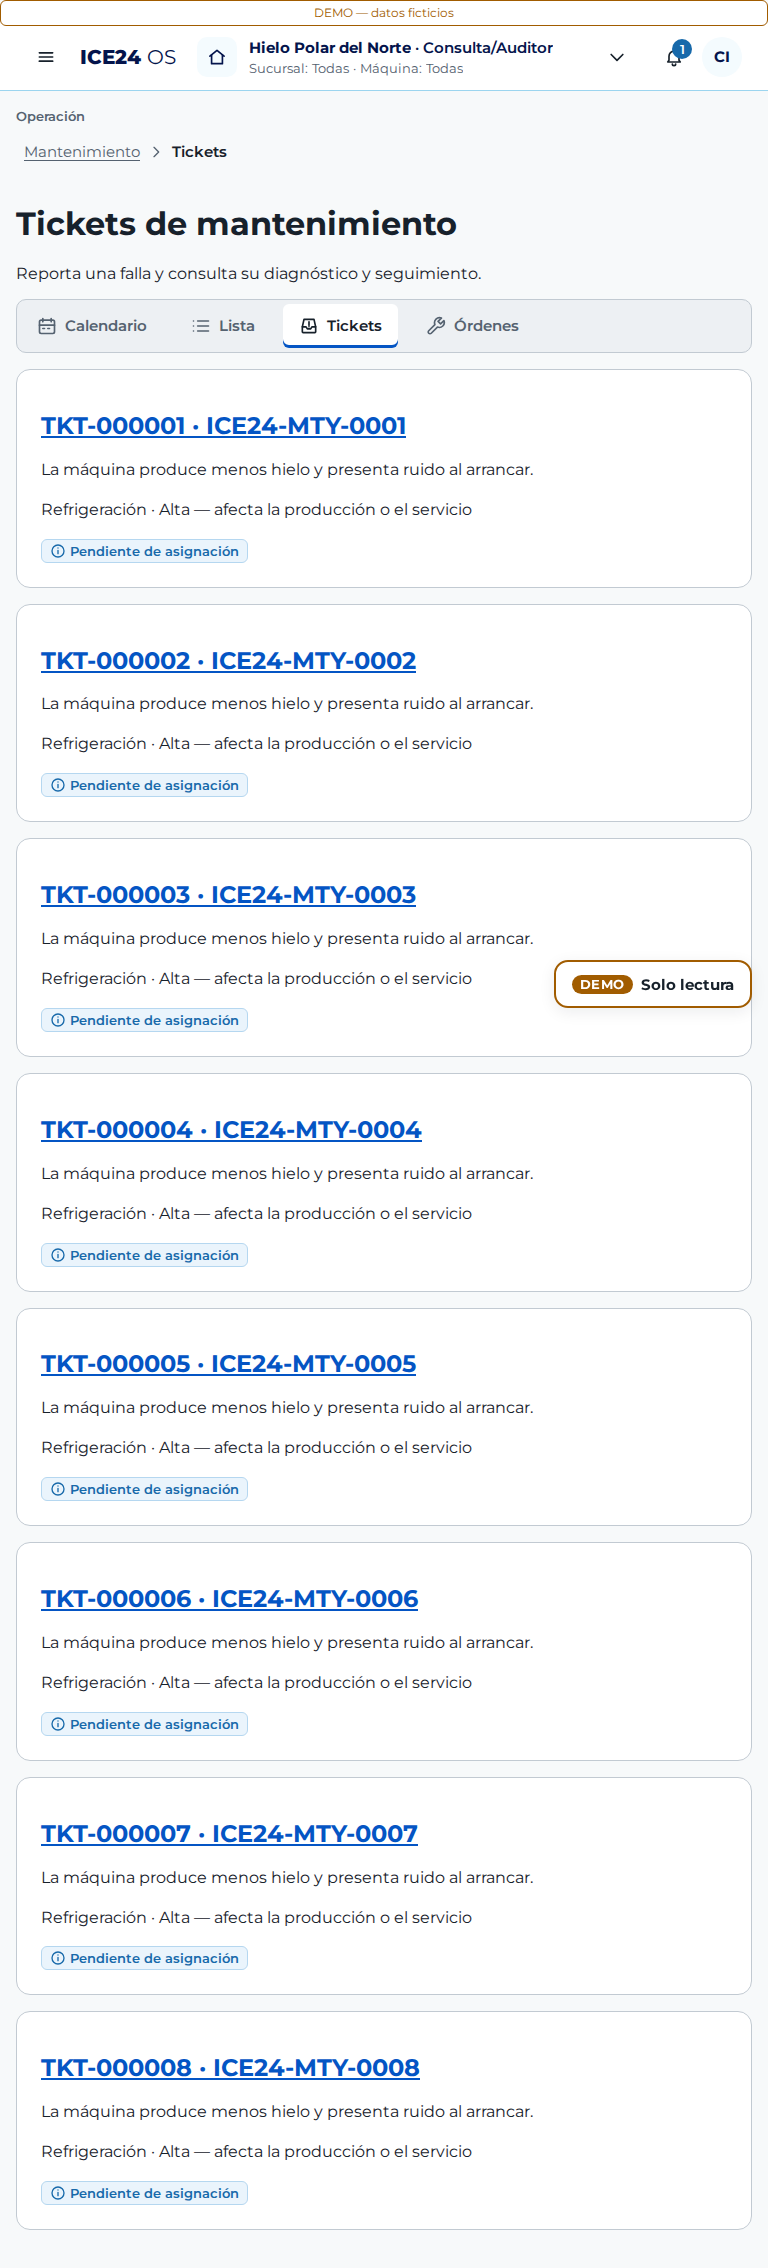 DEMO — datos ficticios
ICE24 OS
Hielo Polar del Norte · Consulta/Auditor
Sucursal: Todas · Máquina: Todas
1
CI
Operación
Mantenimiento > Tickets
Tickets de mantenimiento
Reporta una falla y consulta su diagnóstico y seguimiento.
Calendario Lista Tickets Órdenes
TKT-000001 · ICE24-MTY-0001
La máquina produce menos hielo y presenta ruido al arrancar.
Refrigeración · Alta — afecta la producción o el servicio
Pendiente de asignación
TKT-000002 · ICE24-MTY-0002
La máquina produce menos hielo y presenta ruido al arrancar.
Refrigeración · Alta — afecta la producción o el servicio
Pendiente de asignación
TKT-000003 · ICE24-MTY-0003
La máquina produce menos hielo y presenta ruido al arrancar.
Refrigeración · Alta — afecta la producción o el servicio
DEMO Solo lectura
Pendiente de asignación
TKT-000004 · ICE24-MTY-0004
La máquina produce menos hielo y presenta ruido al arrancar.
Refrigeración · Alta — afecta la producción o el servicio
Pendiente de asignación
TKT-000005 · ICE24-MTY-0005
La máquina produce menos hielo y presenta ruido al arrancar.
Refrigeración · Alta — afecta la producción o el servicio
Pendiente de asignación
TKT-000006 · ICE24-MTY-0006
La máquina produce menos hielo y presenta ruido al arrancar.
Refrigeración · Alta — afecta la producción o el servicio
Pendiente de asignación
TKT-000007 · ICE24-MTY-0007
La máquina produce menos hielo y presenta ruido al arrancar.
Refrigeración · Alta — afecta la producción o el servicio
Pendiente de asignación
TKT-000008 · ICE24-MTY-0008
La máquina produce menos hielo y presenta ruido al arrancar.
Refrigeración · Alta — afecta la producción o el servicio
Pendiente de asignación